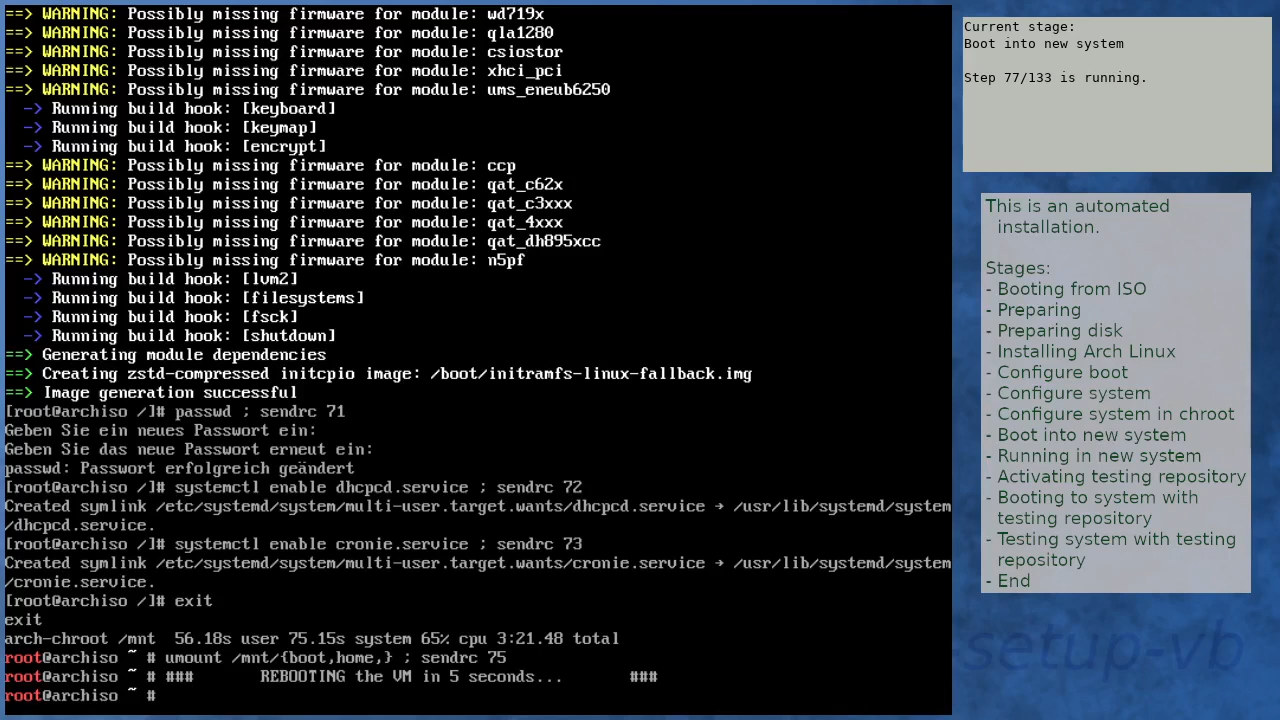 ==> WARNING: Possibly missing firmware for module: wd719x
==> WARNING: Possibly missing firmware for module: qla1280
==> WARNING: Possibly missing firmware for module: csiostor
==> WARNING: Possibly missing firmware for module: xhci_pci
==> WARNING: Possibly missing firmware for module: ums_eneub6250
  -> Running build hook: [keyboard]
  -> Running build hook: [keymap]
  -> Running build hook: [encrypt]
==> WARNING: Possibly missing firmware for module: ccp
==> WARNING: Possibly missing firmware for module: qat_c62x
==> WARNING: Possibly missing firmware for module: qat_c3xxx
==> WARNING: Possibly missing firmware for module: qat_4xxx
==> WARNING: Possibly missing firmware for module: qat_dh895xcc
==> WARNING: Possibly missing firmware for module: n5pf
  -> Running build hook: [lvm2]
  -> Running build hook: [filesystems]
  -> Running build hook: [fsck]
  -> Running build hook: [shutdown]
==> Generating module dependencies
==> Creating zstd-compressed initcpio image: /boot/initramfs-linux-fallback.img
==> Image generation successful
[root@archiso /]# passwd ; sendrc 71
Geben Sie ein neues Passwort ein:
Geben Sie das neue Passwort erneut ein:
passwd: Passwort erfolgreich geändert
[root@archiso /]# systemctl enable dhcpcd.service ; sendrc 72
Created symlink /etc/systemd/system/multi-user.target.wants/dhcpcd.service → /usr/lib/systemd/system
/dhcpcd.service.
[root@archiso /]# systemctl enable cronie.service ; sendrc 73
Created symlink /etc/systemd/system/multi-user.target.wants/cronie.service → /usr/lib/systemd/system
/cronie.service.
[root@archiso /]# exit
exit
arch-chroot /mnt  56.18s user 75.15s system 65% cpu 3:21.48 total
root@archiso ~ # umount /mnt/{boot,home,} ; sendrc 75
root@archiso ~ # ###       REBOOTING the VM in 5 seconds...       ###
root@archiso ~ #
Current stage:
Boot into new system
Step 77/133 is running.
This is an automated
installation.
Stages:
- Booting from ISO
- Preparing
- Preparing disk
- Installing Arch Linux
- Configure boot
- Configure system
- Configure system in chroot
- Boot into new system
- Running in new system
- Activating testing repository
- Booting to system with
testing repository
- Testing system with testing
repository
- End
-setup-vb